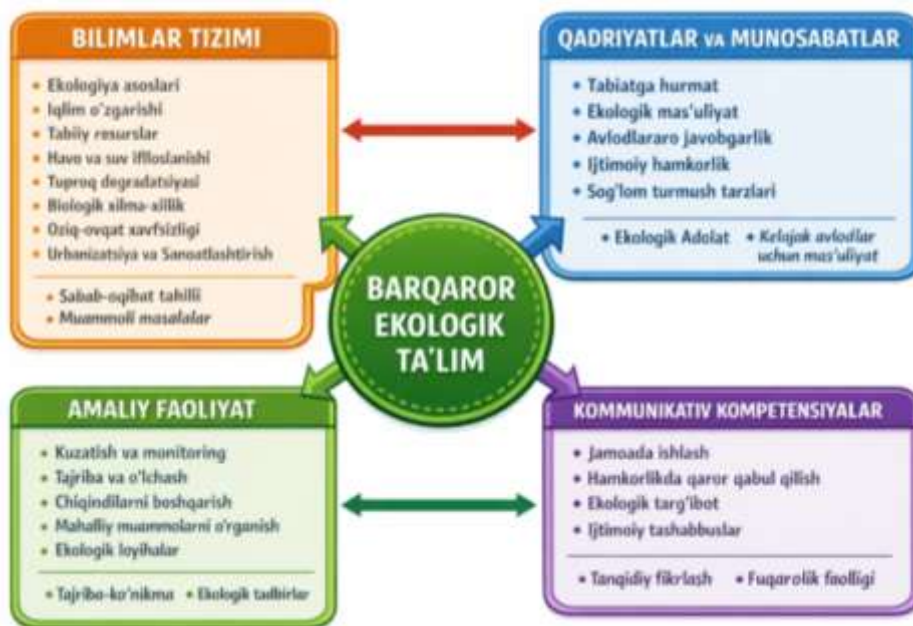 BILIMLAR TIZIMI
• Ekologiya asoslari
• Iqlim o'zgarishi
• Tabiiy resurslar
• Havo va suv ifloslanishi
• Tuproq degradatsiyasi
• Biologik xilma-xillik
• Oziq-ovqat xavfsizligi
• Urbanizatsiya va Sanoatlashtirish
• Sabab-oqibat tahlili
• Muammoli masalalar
QADRIYATLAR VA MUNOSABATLAR
• Tabiatga hurmat
• Ekologik mas'uliyat
• Avlodlararo javobgarlik
• Ijtimoiy hamkorlik
• Sog'lom turmush tarzlari
• Ekologik Adolat • Kelajak avlodlar
uchun mas'uliyat
BARQAROR
EKOLOGIK
TA'LIM
AMALIY FAOLIYAT
• Kuzatish va monitoring
• Tajriba va o'lchash
• Chiqindilarni boshqarish
• Mahalliy muammolarni o'rganish
• Ekologik loyihalar
• Tajriba-ko'nikma • Ekologik tadbirlar
KOMMUNIKATIV KOMPETENSIYALAR
• Jamoada ishlash
• Hamkorlikda qaror qabul qilish
• Ekologik targ'ibot
• Ijtimoiy tashabbuslar
• Tanqidiy fikrlash • Fuqarolik faolligi